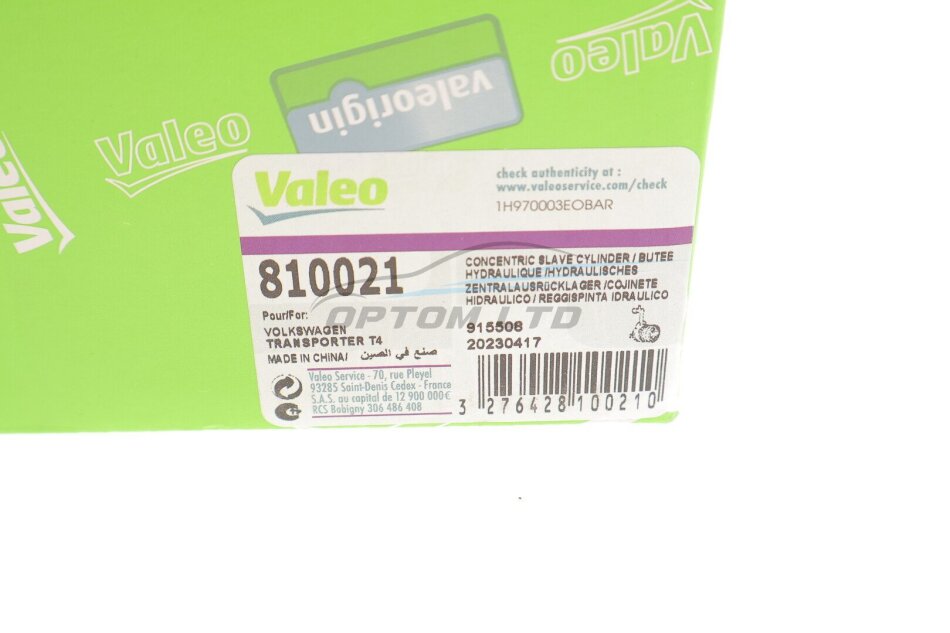 Valeo
valeorigin
Valeo
Valeo
Valeo
check authenticity at :
www.valeoservice.com/check
1H970003EOBAR
810021
CONCENTRIC SLAVE CYLINDER / BUTEE
HYDRAULIQUE /HYDRAULISCHES
ZENTRALAUSRÜCKLAGER /COJINETE
HIDRAULICO / REGGISPINTA IDRAULICO
Pour/For:
VOLKSWAGEN
TRANSPORTER T4
MADE IN CHINA/ صنع في الصين
OPTOM LTD
915508
20230417
Valeo Service - 70, rue Pleyel
93285 Saint-Denis Cedex - France
S.A.S. au capital de 12 900 000€
RCS Bobigny 306 486 408
3 276428 100210